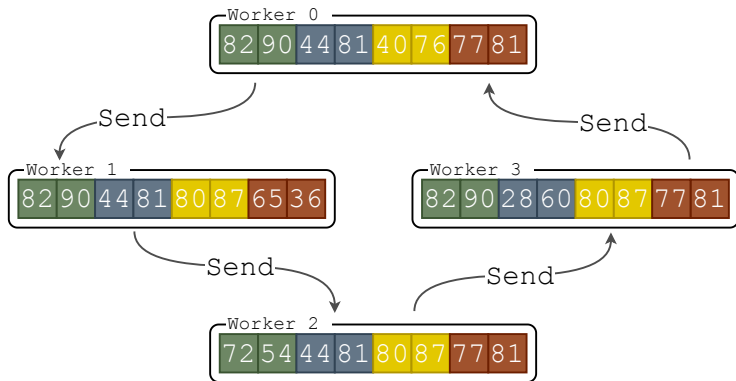 Worker 0
82 90 44 81 40 76 77 81
Send
Send
Worker 1
82 90 44 81 80 87 65 36
Worker 3
82 90 28 60 80 87 77 81
Send
Send
Worker 2
72 54 44 81 80 87 77 81